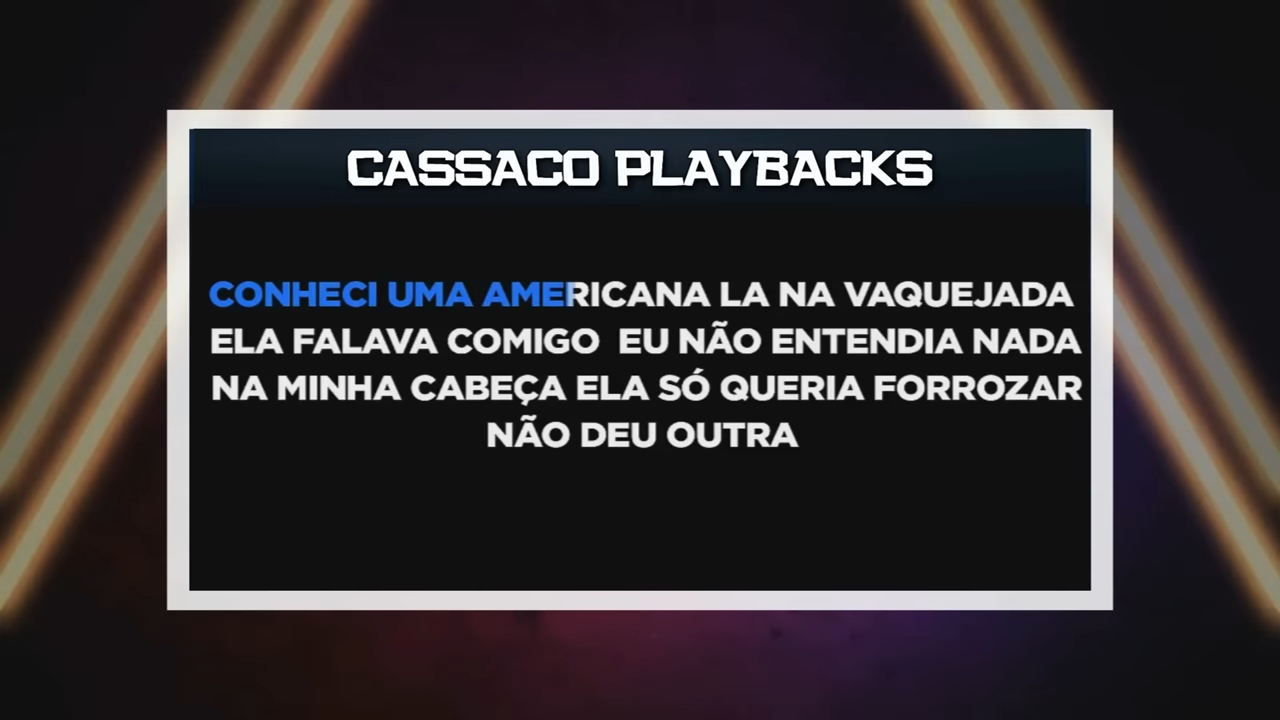 CASSACO PLAYBACKS
CONHECI UMA AMERICANA LA NA VAQUEJADA
ELA FALAVA COMIGO  EU NÃO ENTENDIA NADA
NA MINHA CABEÇA ELA SÓ QUERIA FORROZAR
NÃO DEU OUTRA